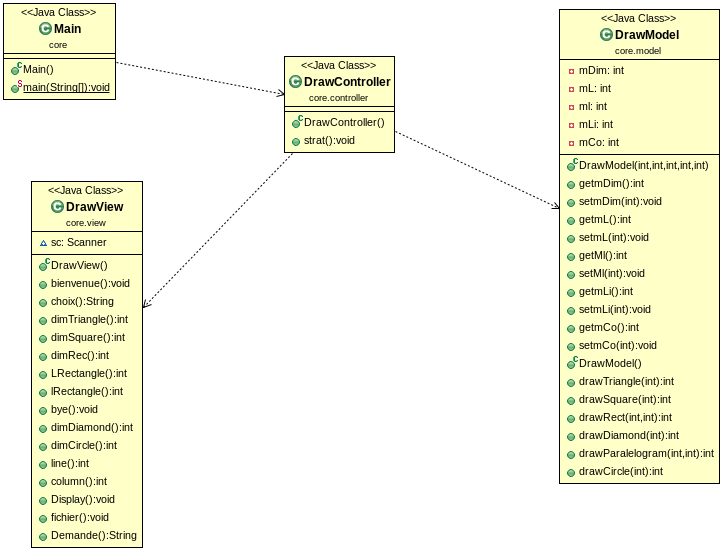 <<Java Class>>
Main
core
Main()
main(String[]):void
<<Java Class>>
DrawController
core.controller
DrawController()
strat():void
<<Java Class>>
DrawView
core.view
sc: Scanner
DrawView()
bienvenue():void
choix():String
dimTriangle():int
dimSquare():int
dimRec():int
LRectangle():int
lRectangle():int
bye():void
dimDiamond():int
dimCircle():int
line():int
column():int
Display():void
fichier():void
Demande():String
<<Java Class>>
DrawModel
core.model
mDim: int
mL: int
ml: int
mLi: int
mCo: int
DrawModel(int,int,int,int,int)
getmDim():int
setmDim(int):void
getmL():int
setmL(int):void
getMl():int
setMl(int):void
getmLi():int
setmLi(int):void
getmCo():int
setmCo(int):void
DrawModel()
drawTriangle(int):int
drawSquare(int):int
drawRect(int,int):int
drawDiamond(int):int
drawParalelogram(int,int):int
drawCircle(int):int